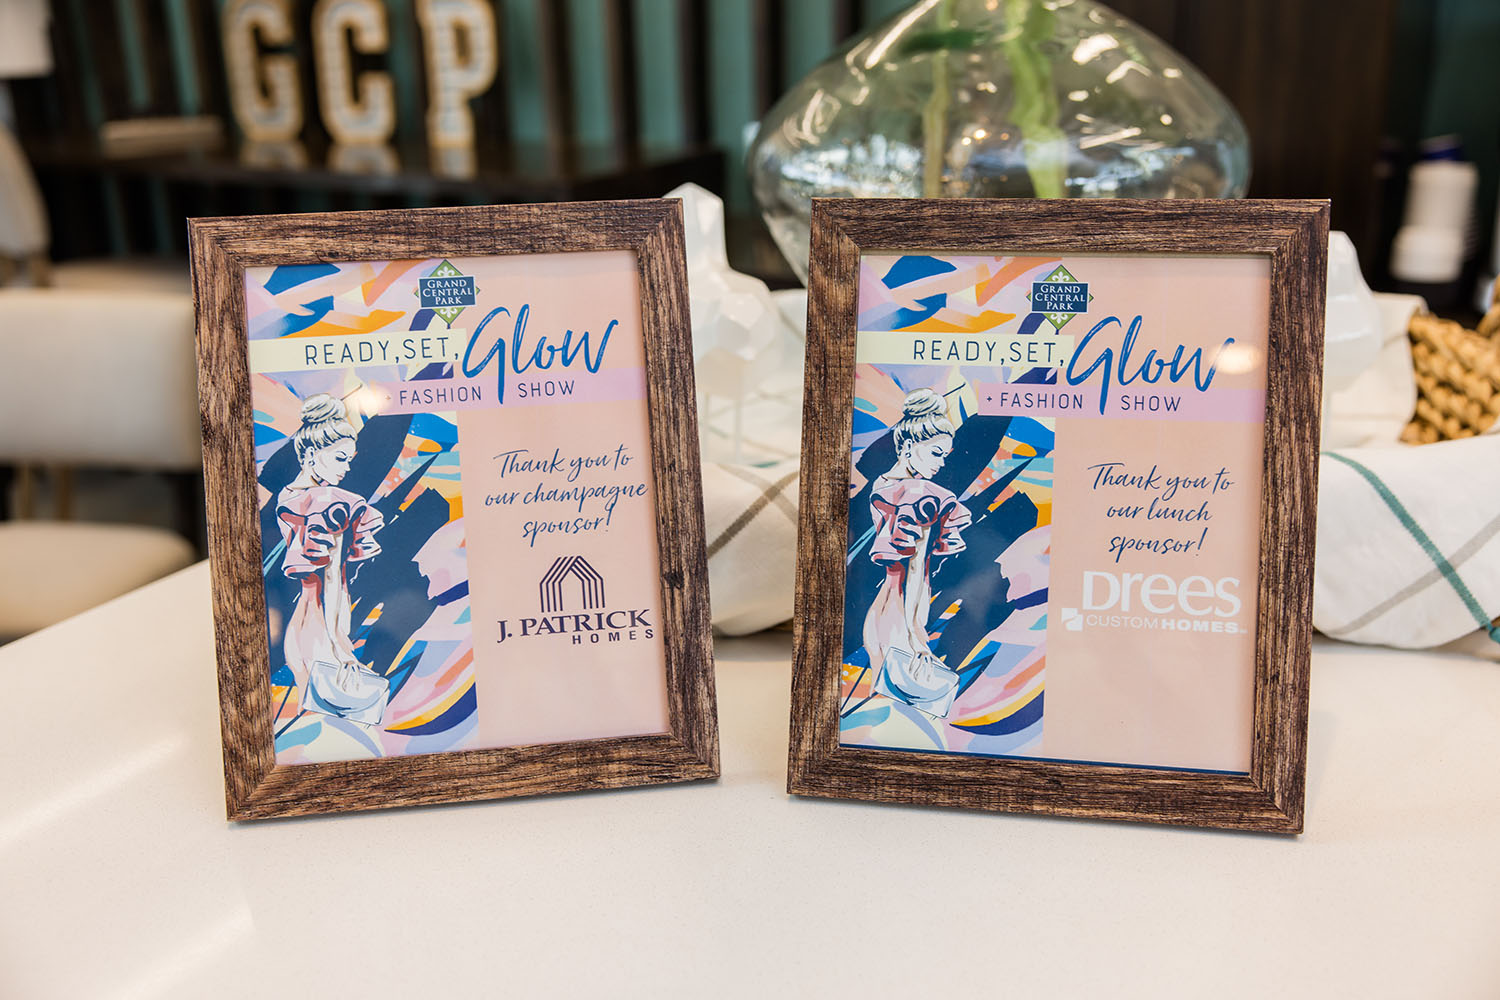 GCP
GRAND
CENTRAL
PARK
READY, SET, Glow
+ FASHION SHOW
Thank you to
our champagne
sponsor!
J. PATRICK
HOMES
GRAND
CENTRAL
PARK
READY, SET, Glow
+ FASHION SHOW
Thank you to
our lunch
sponsor!
Drees
CUSTOM HOMES